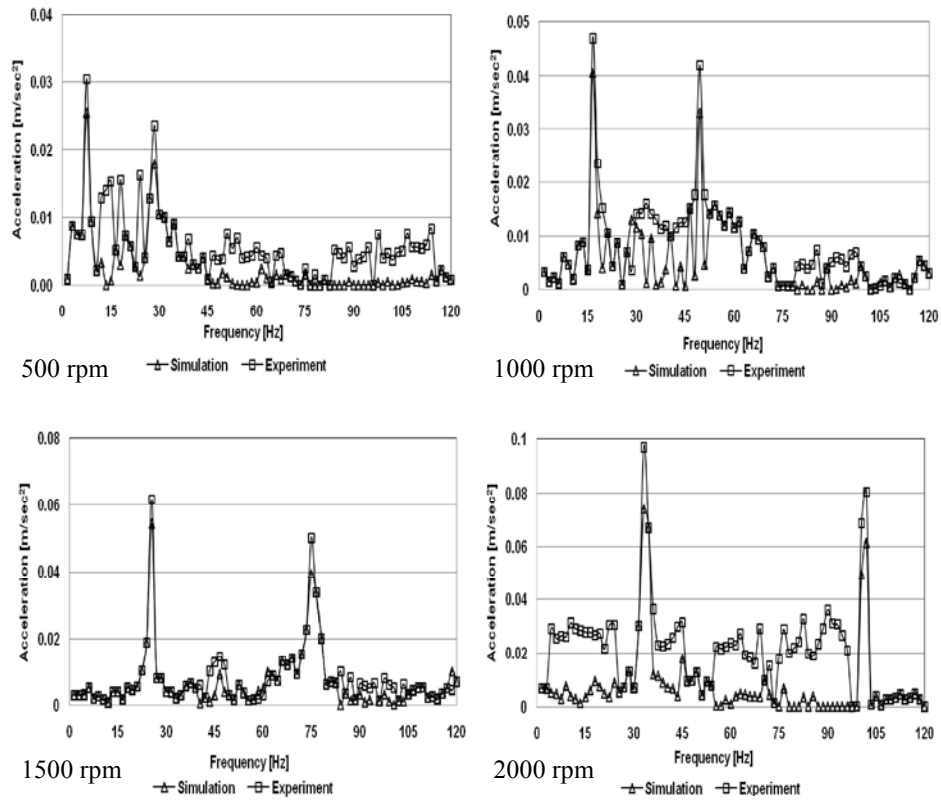 Acceleration [m/sec²]
0.04
0.03
0.02
0.01
0.00
0 15 30 45 60 75 90 105 120
Frequency [Hz]
500 rpm
Simulation Experiment
Acceleration [m/sec²]
0.05
0.04
0.03
0.02
0.01
0
0 15 30 45 60 75 90 105 120
Frequency [Hz]
1000 rpm
Simulation Experiment
Acceleration [m/sec²]
0.08
0.06
0.04
0.02
0
0 15 30 45 60 75 90 105 120
Frequency [Hz]
1500 rpm
Simulation Experiment
Acceleration [m/sec²]
0.1
0.08
0.06
0.04
0.02
0
0 15 30 45 60 75 90 105 120
Frequency [Hz]
2000 rpm
Simulation Experiment